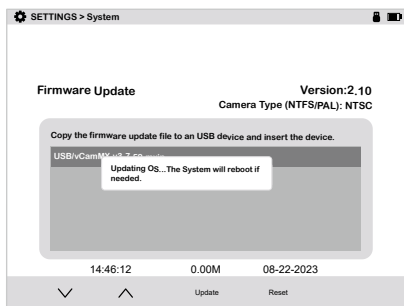 SETTINGS > System
Firmware Update
Version:2.10
Camera Type (NTFS/PAL): NTSC
Copy the firmware update file to an USB device and insert the device.
USB/vCamMX
Updating OS...The System will reboot if
needed.
14:46:12 0.00M 08-22-2023
Update Reset